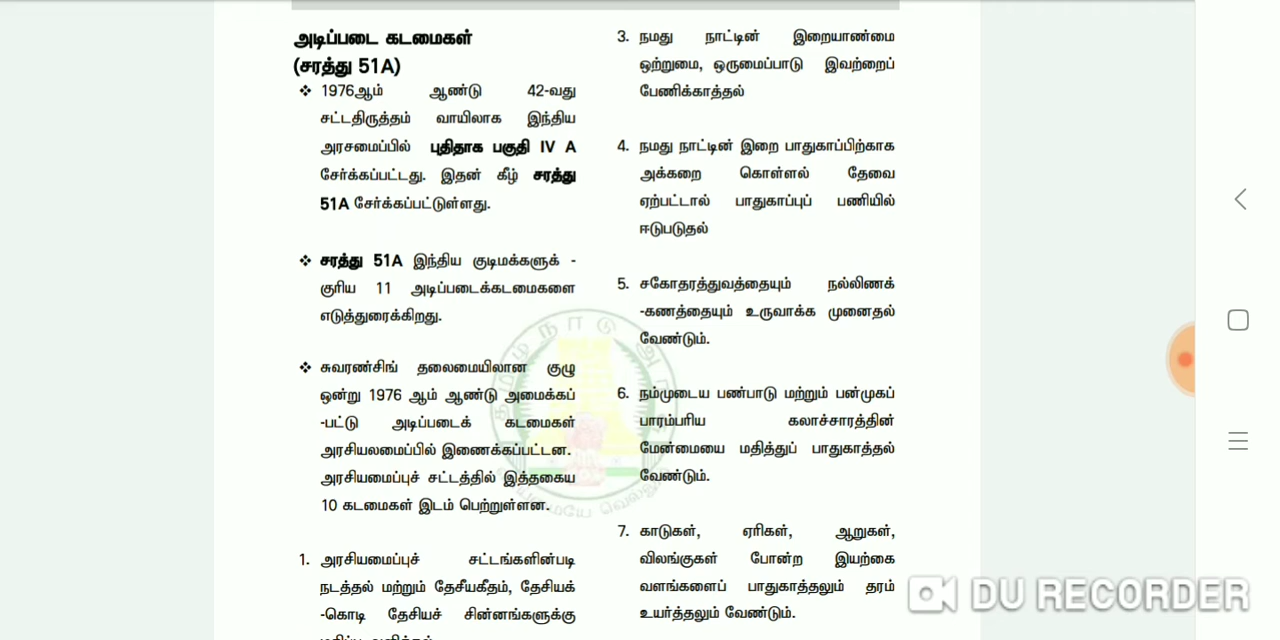 அடிப்படை கடமைகள்
(சரத்து 51A)
❖ 1976ஆம் ஆண்டு 42-வது
சட்டதிருத்தம் வாயிலாக இந்திய
அரசமைப்பில் புதிதாக பகுதி IV A
சேர்க்கப்பட்டது. இதன் கீழ் சரத்து
51A சேர்க்கப்பட்டுள்ளது.
❖ சரத்து 51A இந்திய குடிமக்களுக் -
குரிய 11 அடிப்படைக்கடமைகளை
எடுத்துரைக்கிறது.
❖ சுவரண்சிங் தலைமையிலான குழு
ஒன்று 1976 ஆம் ஆண்டு அமைக்கப்
-பட்டு அடிப்படைக் கடமைகள்
அரசியலமைப்பில் இணைக்கப்பட்டன.
அரசியமைப்புச் சட்டத்தில் இத்தகைய
10 கடமைகள் இடம் பெற்றுள்ளன.
1. அரசியமைப்புச் சட்டங்களின்படி
நடத்தல் மற்றும் தேசீயகீதம், தேசியக்
-கொடி தேசியச் சின்னங்களுக்கு
3. நமது நாட்டின் இறையாண்மை
ஒற்றுமை, ஒருமைப்பாடு இவற்றைப்
பேணிக்காத்தல்
4. நமது நாட்டின் இறை பாதுகாப்பிற்காக
அக்கறை கொள்ளல் தேவை
ஏற்பட்டால் பாதுகாப்புப் பணியில்
ஈடுபடுதல்
5. சகோதரத்துவத்தையும் நல்லிணக்
-கணத்தையும் உருவாக்க முனைதல்
வேண்டும்.
6. நம்முடைய பண்பாடு மற்றும் பன்முகப்
பாரம்பரிய கலாச்சாரத்தின்
மேன்மையை மதித்துப் பாதுகாத்தல்
வேண்டும்.
7. காடுகள், ஏரிகள், ஆறுகள்,
விலங்குகள் போன்ற இயற்கை
வளங்களைப் பாதுகாத்தலும் தரம்
உயர்த்தலும் வேண்டும்.
DU RECORDER